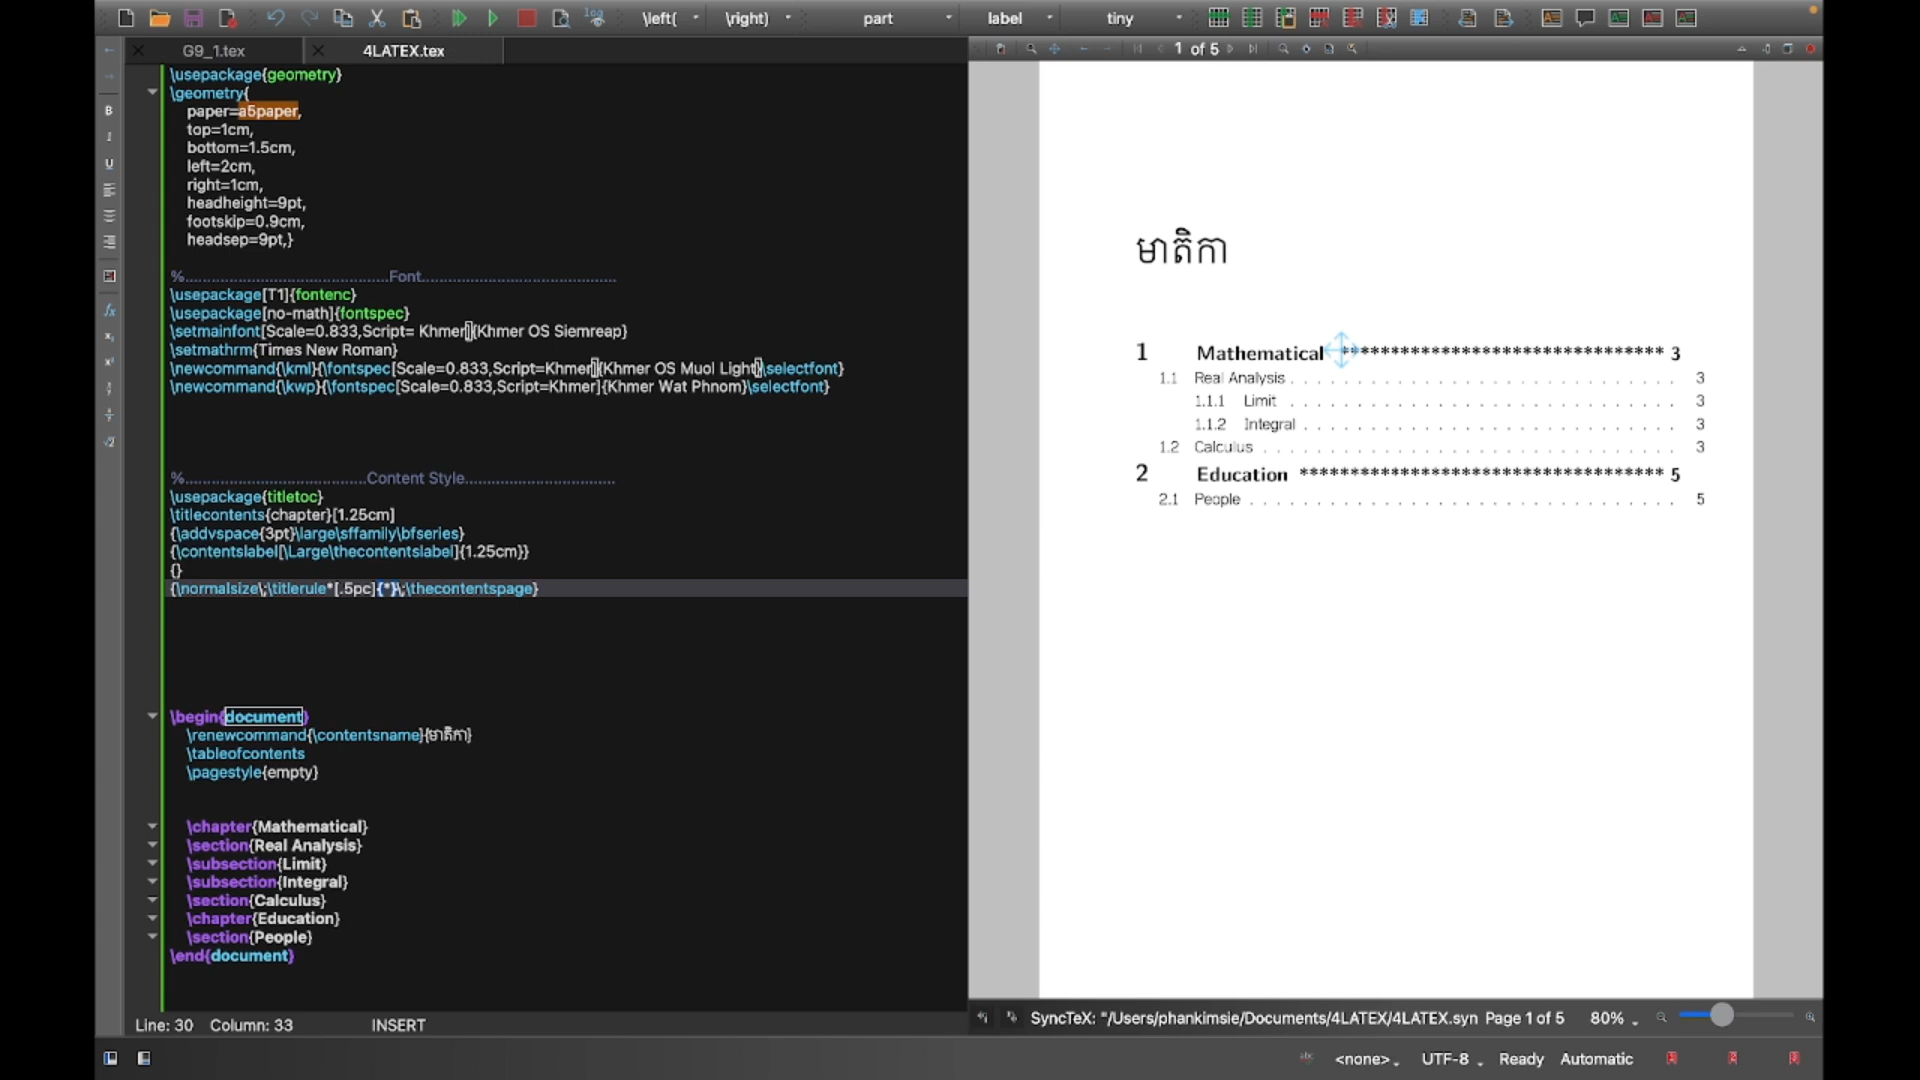 \left( \right) part label tiny
G9_1.tex 4LATEX.tex
1 of 5
\usepackage{geometry}
\geometry{
paper=a5paper,
top=1cm,
bottom=1.5cm,
left=2cm,
right=1cm,
headheight=9pt,
footskip=0.9cm,
headsep=9pt,}
%................................................Font..............................................
\usepackage[T1]{fontenc}
\usepackage[no-math]{fontspec}
\setmainfont[Scale=0.833,Script= Khmer]{Khmer OS Siemreap}
\setmathrm{Times New Roman}
\newcommand{\kml}{\fontspec[Scale=0.833,Script=Khmer]{Khmer OS Muol Light}\selectfont}
\newcommand{\kwp}{\fontspec[Scale=0.833,Script=Khmer]{Khmer Wat Phnom}\selectfont}
%...........................................Content Style...................................
\usepackage{titletoc}
\titlecontents{chapter}[1.25cm]
{\addvspace{3pt}\large\sffamily\bfseries}
{\contentslabel[\Large\thecontentslabel]{1.25cm}}
{}
{\normalsize\;\titlerule*[.5pc]{*}\;\thecontentspage}
\begin{document}
\renewcommand{\contentsname}{មាតិកា}
\tableofcontents
\pagestyle{empty}
\chapter{Mathematical}
\section{Real Analysis}
\subsection{Limit}
\subsection{Integral}
\section{Calculus}
\chapter{Education}
\section{People}
\end{document}
Line: 30 Column: 33 INSERT
មាតិកា
1 Mathematical ******************************** 3
1.1 Real Analysis . . . . . . . . . . . . . . . . . . . . . . . . . . . . . . 3
1.1.1 Limit . . . . . . . . . . . . . . . . . . . . . . . . . . . . . . 3
1.1.2 Integral . . . . . . . . . . . . . . . . . . . . . . . . . . . . . 3
1.2 Calculus . . . . . . . . . . . . . . . . . . . . . . . . . . . . . . . . 3
2 Education ************************************ 5
2.1 People . . . . . . . . . . . . . . . . . . . . . . . . . . . . . . . . . 5
SyncTeX: "/Users/phankimsie/Documents/4LATEX/4LATEX.syn Page 1 of 5 80%
<none> UTF-8 Ready Automatic